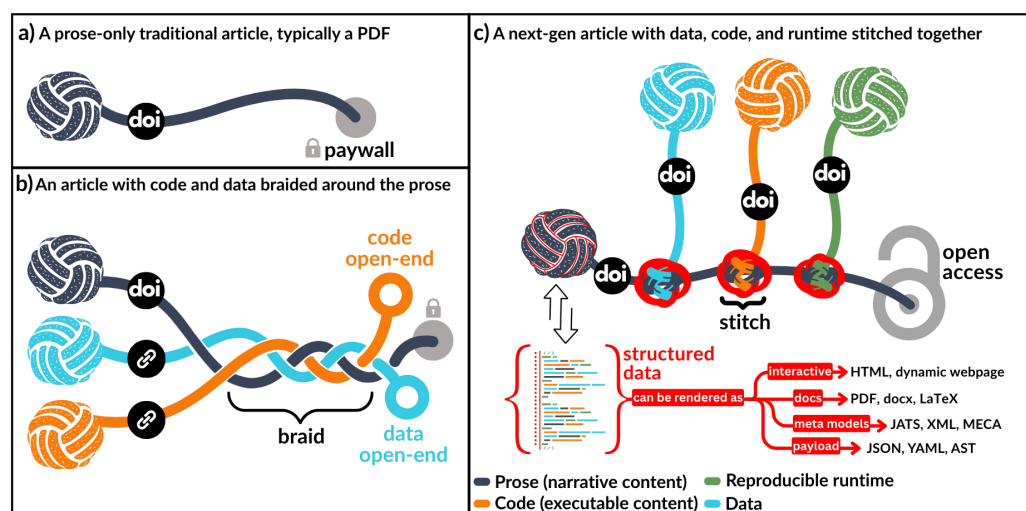 a) A prose-only traditional article, typically a PDF
doi
paywall
b) An article with code and data braided around the prose
code
open-end
doi
braid
data
open-end
c) A next-gen article with data, code, and runtime stitched together
doi
doi
doi
doi
open
access
stitch
structured
data
can be rendered as
interactive
HTML, dynamic webpage
docs
PDF, docx, LaTeX
meta models
JATS, XML, MECA
payload
JSON, YAML, AST
Prose (narrative content)
Reproducible runtime
Code (executable content)
Data